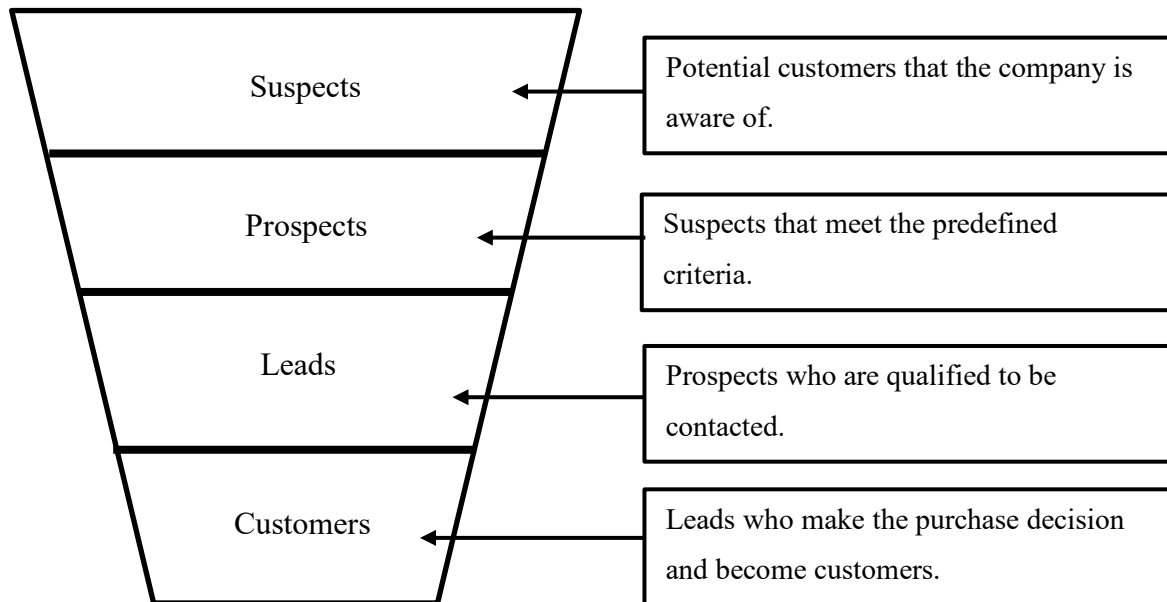 Suspects
Potential customers that the company is
aware of.
Prospects
Suspects that meet the predefined
criteria.
Leads
Prospects who are qualified to be
contacted.
Customers
Leads who make the purchase decision
and become customers.